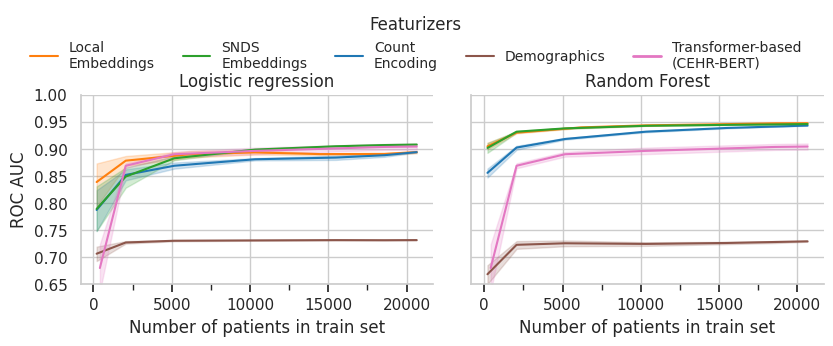 Featurizers
Local Embeddings
SNDS Embeddings
Count Encoding
Demographics
Transformer-based (CEHR-BERT)
Logistic regression
Random Forest
ROC AUC
1.00
0.95
0.90
0.85
0.80
0.75
0.70
0.65
0 5000 10000 15000 20000
0 5000 10000 15000 20000
Number of patients in train set
Number of patients in train set